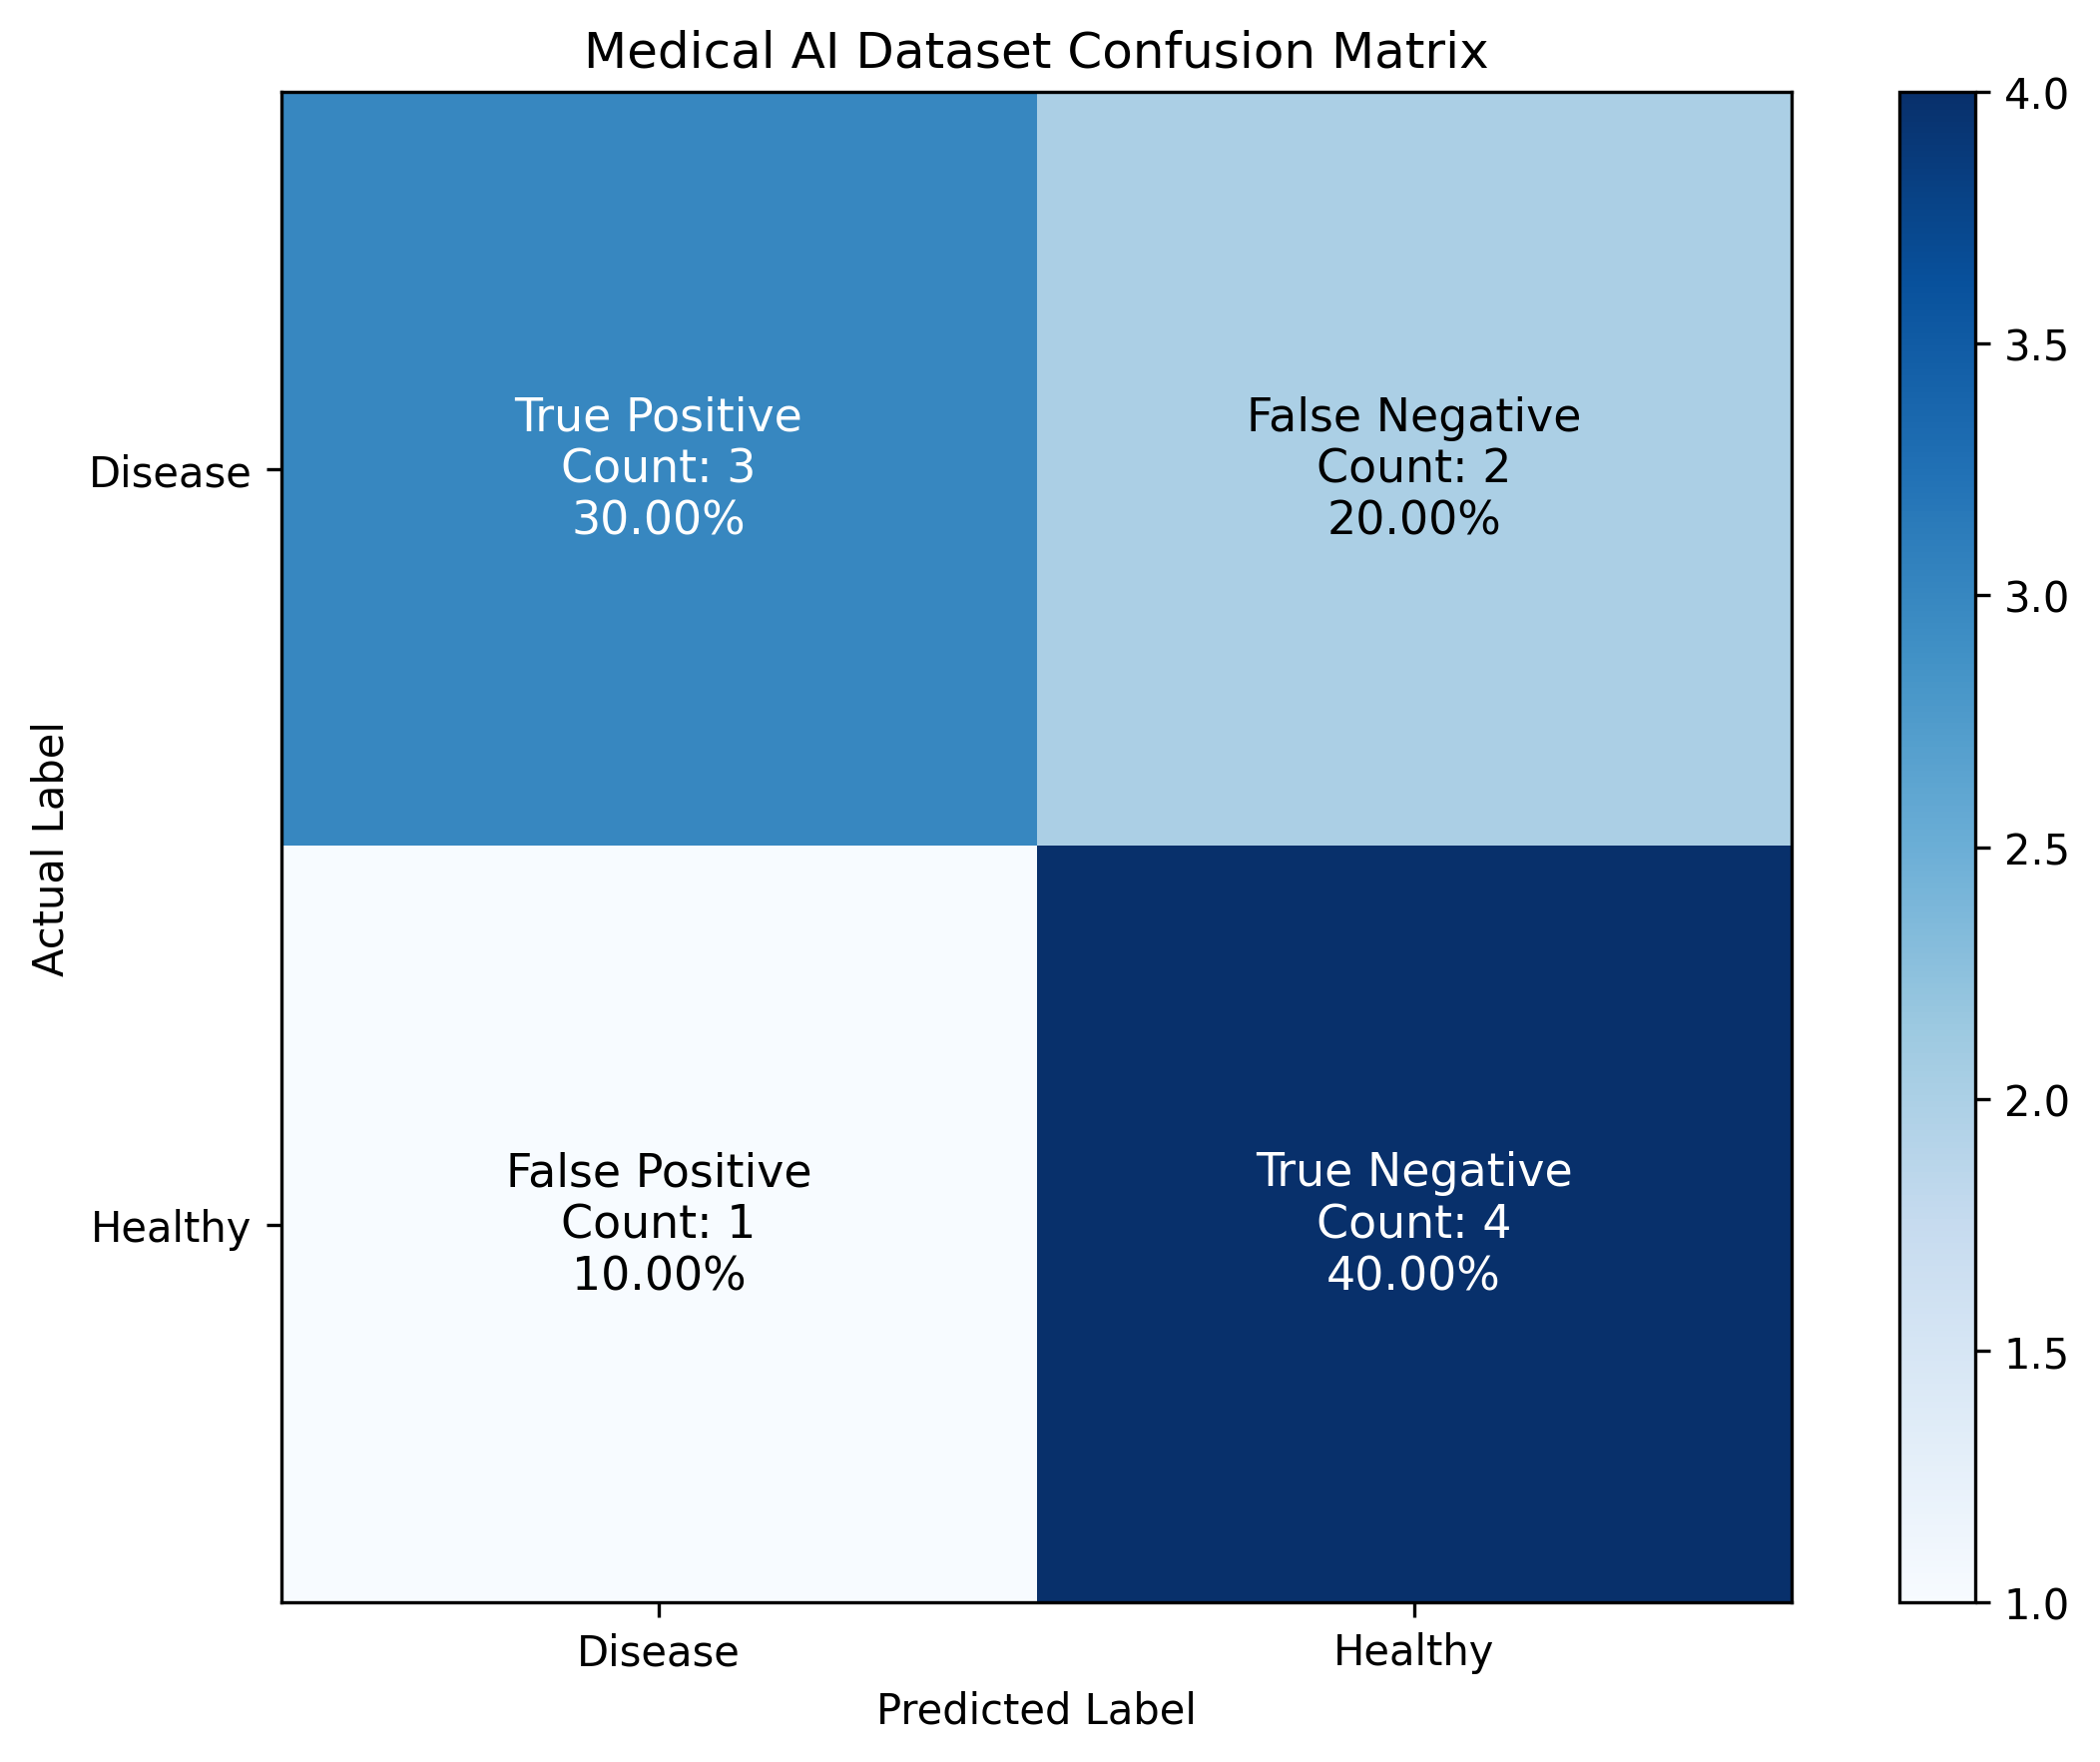 Medical AI Dataset Confusion Matrix
Actual Label
Disease
True Positive
Count: 3
30.00%
False Negative
Count: 2
20.00%
Healthy
False Positive
Count: 1
10.00%
True Negative
Count: 4
40.00%
Disease
Healthy
Predicted Label
4.0
3.5
3.0
2.5
2.0
1.5
1.0